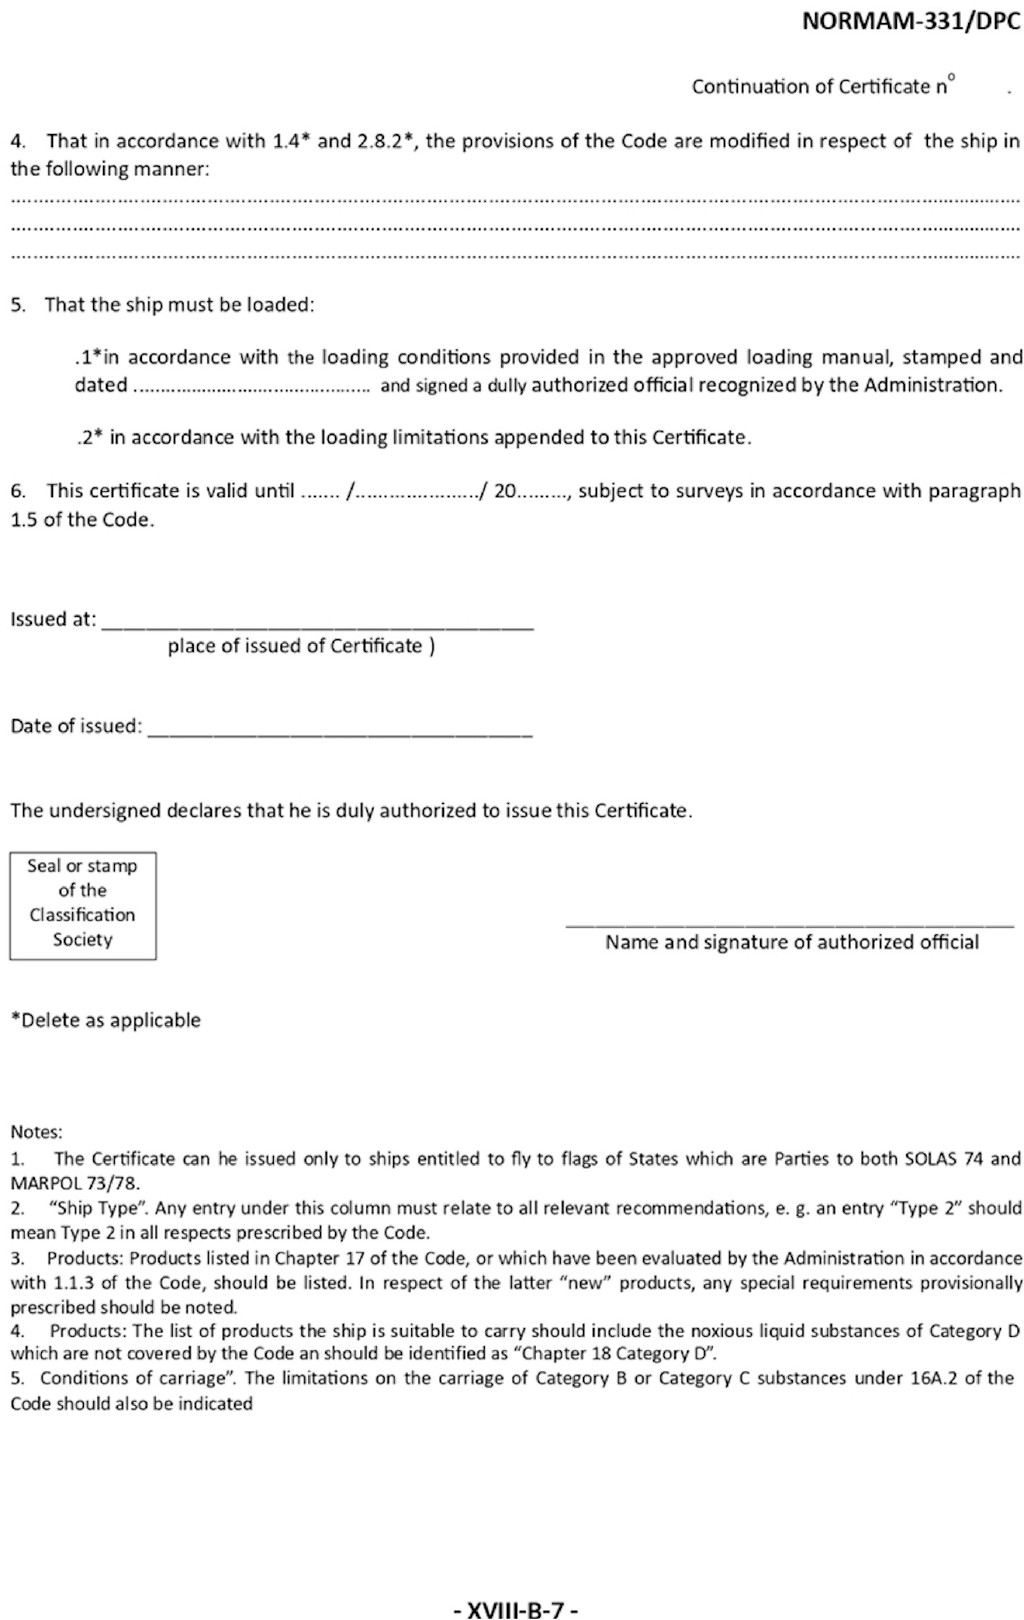 NORMAM-331/DPC
Continuation of Certificate nº .
4. That in accordance with 1.4* and 2.8.2*, the provisions of the Code are modified in respect of the ship in
the following manner:
........................................................................................................................
........................................................................................................................
........................................................................................................................
5. That the ship must be loaded:
.1*in accordance with the loading conditions provided in the approved loading manual, stamped and
dated ........................................... and signed a dully authorized official recognized by the Administration.
.2* in accordance with the loading limitations appended to this Certificate.
6. This certificate is valid until ....... /....................../ 20........., subject to surveys in accordance with paragraph
1.5 of the Code.
Issued at: ________________________________________
place of issued of Certificate )
Date of issued: ____________________________________
The undersigned declares that he is duly authorized to issue this Certificate.
Seal or stamp
of the
Classification
Society
__________________________________________
Name and signature of authorized official
*Delete as applicable
Notes:
1. The Certificate can he issued only to ships entitled to fly to flags of States which are Parties to both SOLAS 74 and
MARPOL 73/78.
2. “Ship Type”. Any entry under this column must relate to all relevant recommendations, e. g. an entry “Type 2” should
mean Type 2 in all respects prescribed by the Code.
3. Products: Products listed in Chapter 17 of the Code, or which have been evaluated by the Administration in accordance
with 1.1.3 of the Code, should be listed. In respect of the latter “new” products, any special requirements provisionally
prescribed should be noted.
4. Products: The list of products the ship is suitable to carry should include the noxious liquid substances of Category D
which are not covered by the Code an should be identified as “Chapter 18 Category D”.
5. Conditions of carriage”. The limitations on the carriage of Category B or Category C substances under 16A.2 of the
Code should also be indicated
- XVIII-B-7 -